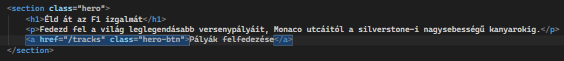 <section class="hero">
<h1>Éld át az F1 izgalmát</h1>
<p>Fedezd fel a világ leglegendásabb versenypályáit, Monaco utcáitól a silverstone-i nagysebességű kanyarokig.</p>
<a href="/tracks" class="hero-btn">Pályák felfedezése</a>
</section>